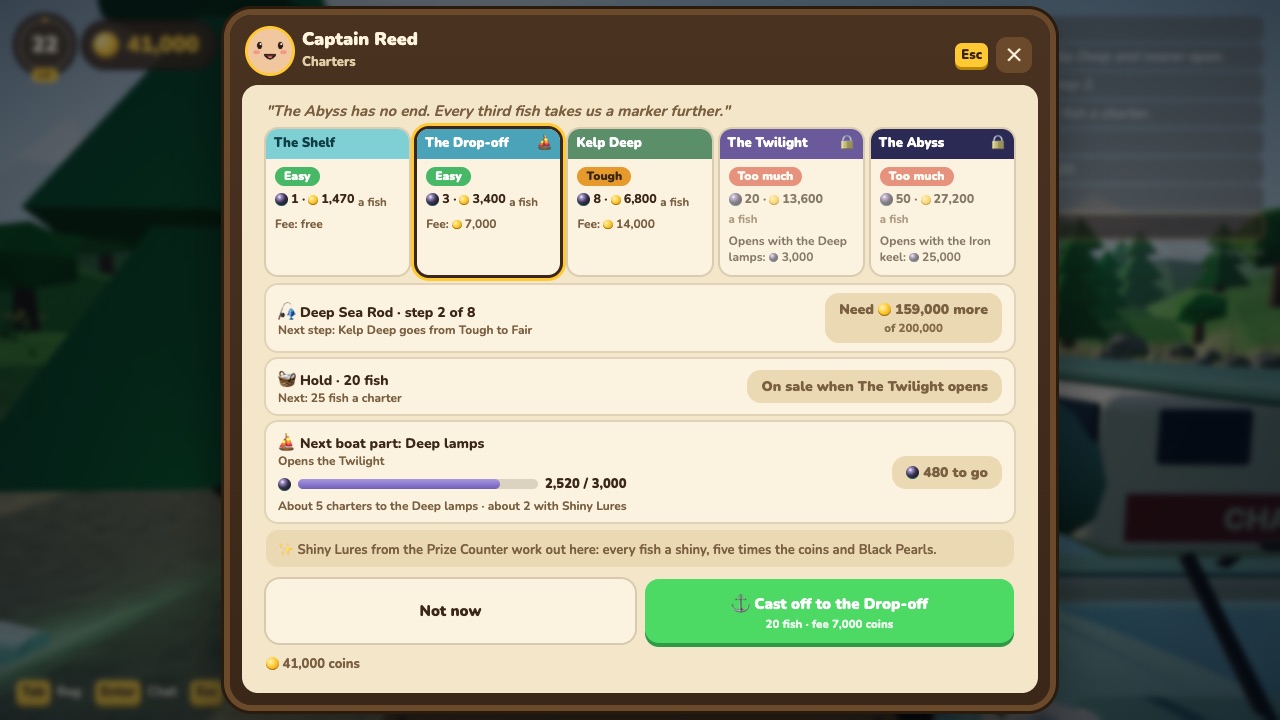 22
41,000
Captain Reed
Charters
Esc
"The Abyss has no end. Every third fish takes us a marker further."
The Shelf
Easy
1 · 1,470 a fish
Fee: free
The Drop-off
Easy
3 · 3,400 a fish
Fee: 7,000
Kelp Deep
Tough
8 · 6,800 a fish
Fee: 14,000
The Twilight
Too much
20 · 13,600
a fish
Opens with the Deep
lamps: 3,000
The Abyss
Too much
50 · 27,200
a fish
Opens with the Iron
keel: 25,000
Deep Sea Rod · step 2 of 8
Next step: Kelp Deep goes from Tough to Fair
Need 159,000 more
of 200,000
Hold · 20 fish
Next: 25 fish a charter
On sale when The Twilight opens
Next boat part: Deep lamps
Opens the Twilight
2,520 / 3,000
About 5 charters to the Deep lamps · about 2 with Shiny Lures
480 to go
Shiny Lures from the Prize Counter work out here: every fish a shiny, five times the coins and Black Pearls.
Not now
Cast off to the Drop-off
20 fish · fee 7,000 coins
41,000 coins
Tab Bag Enter Chat Esc
CHA